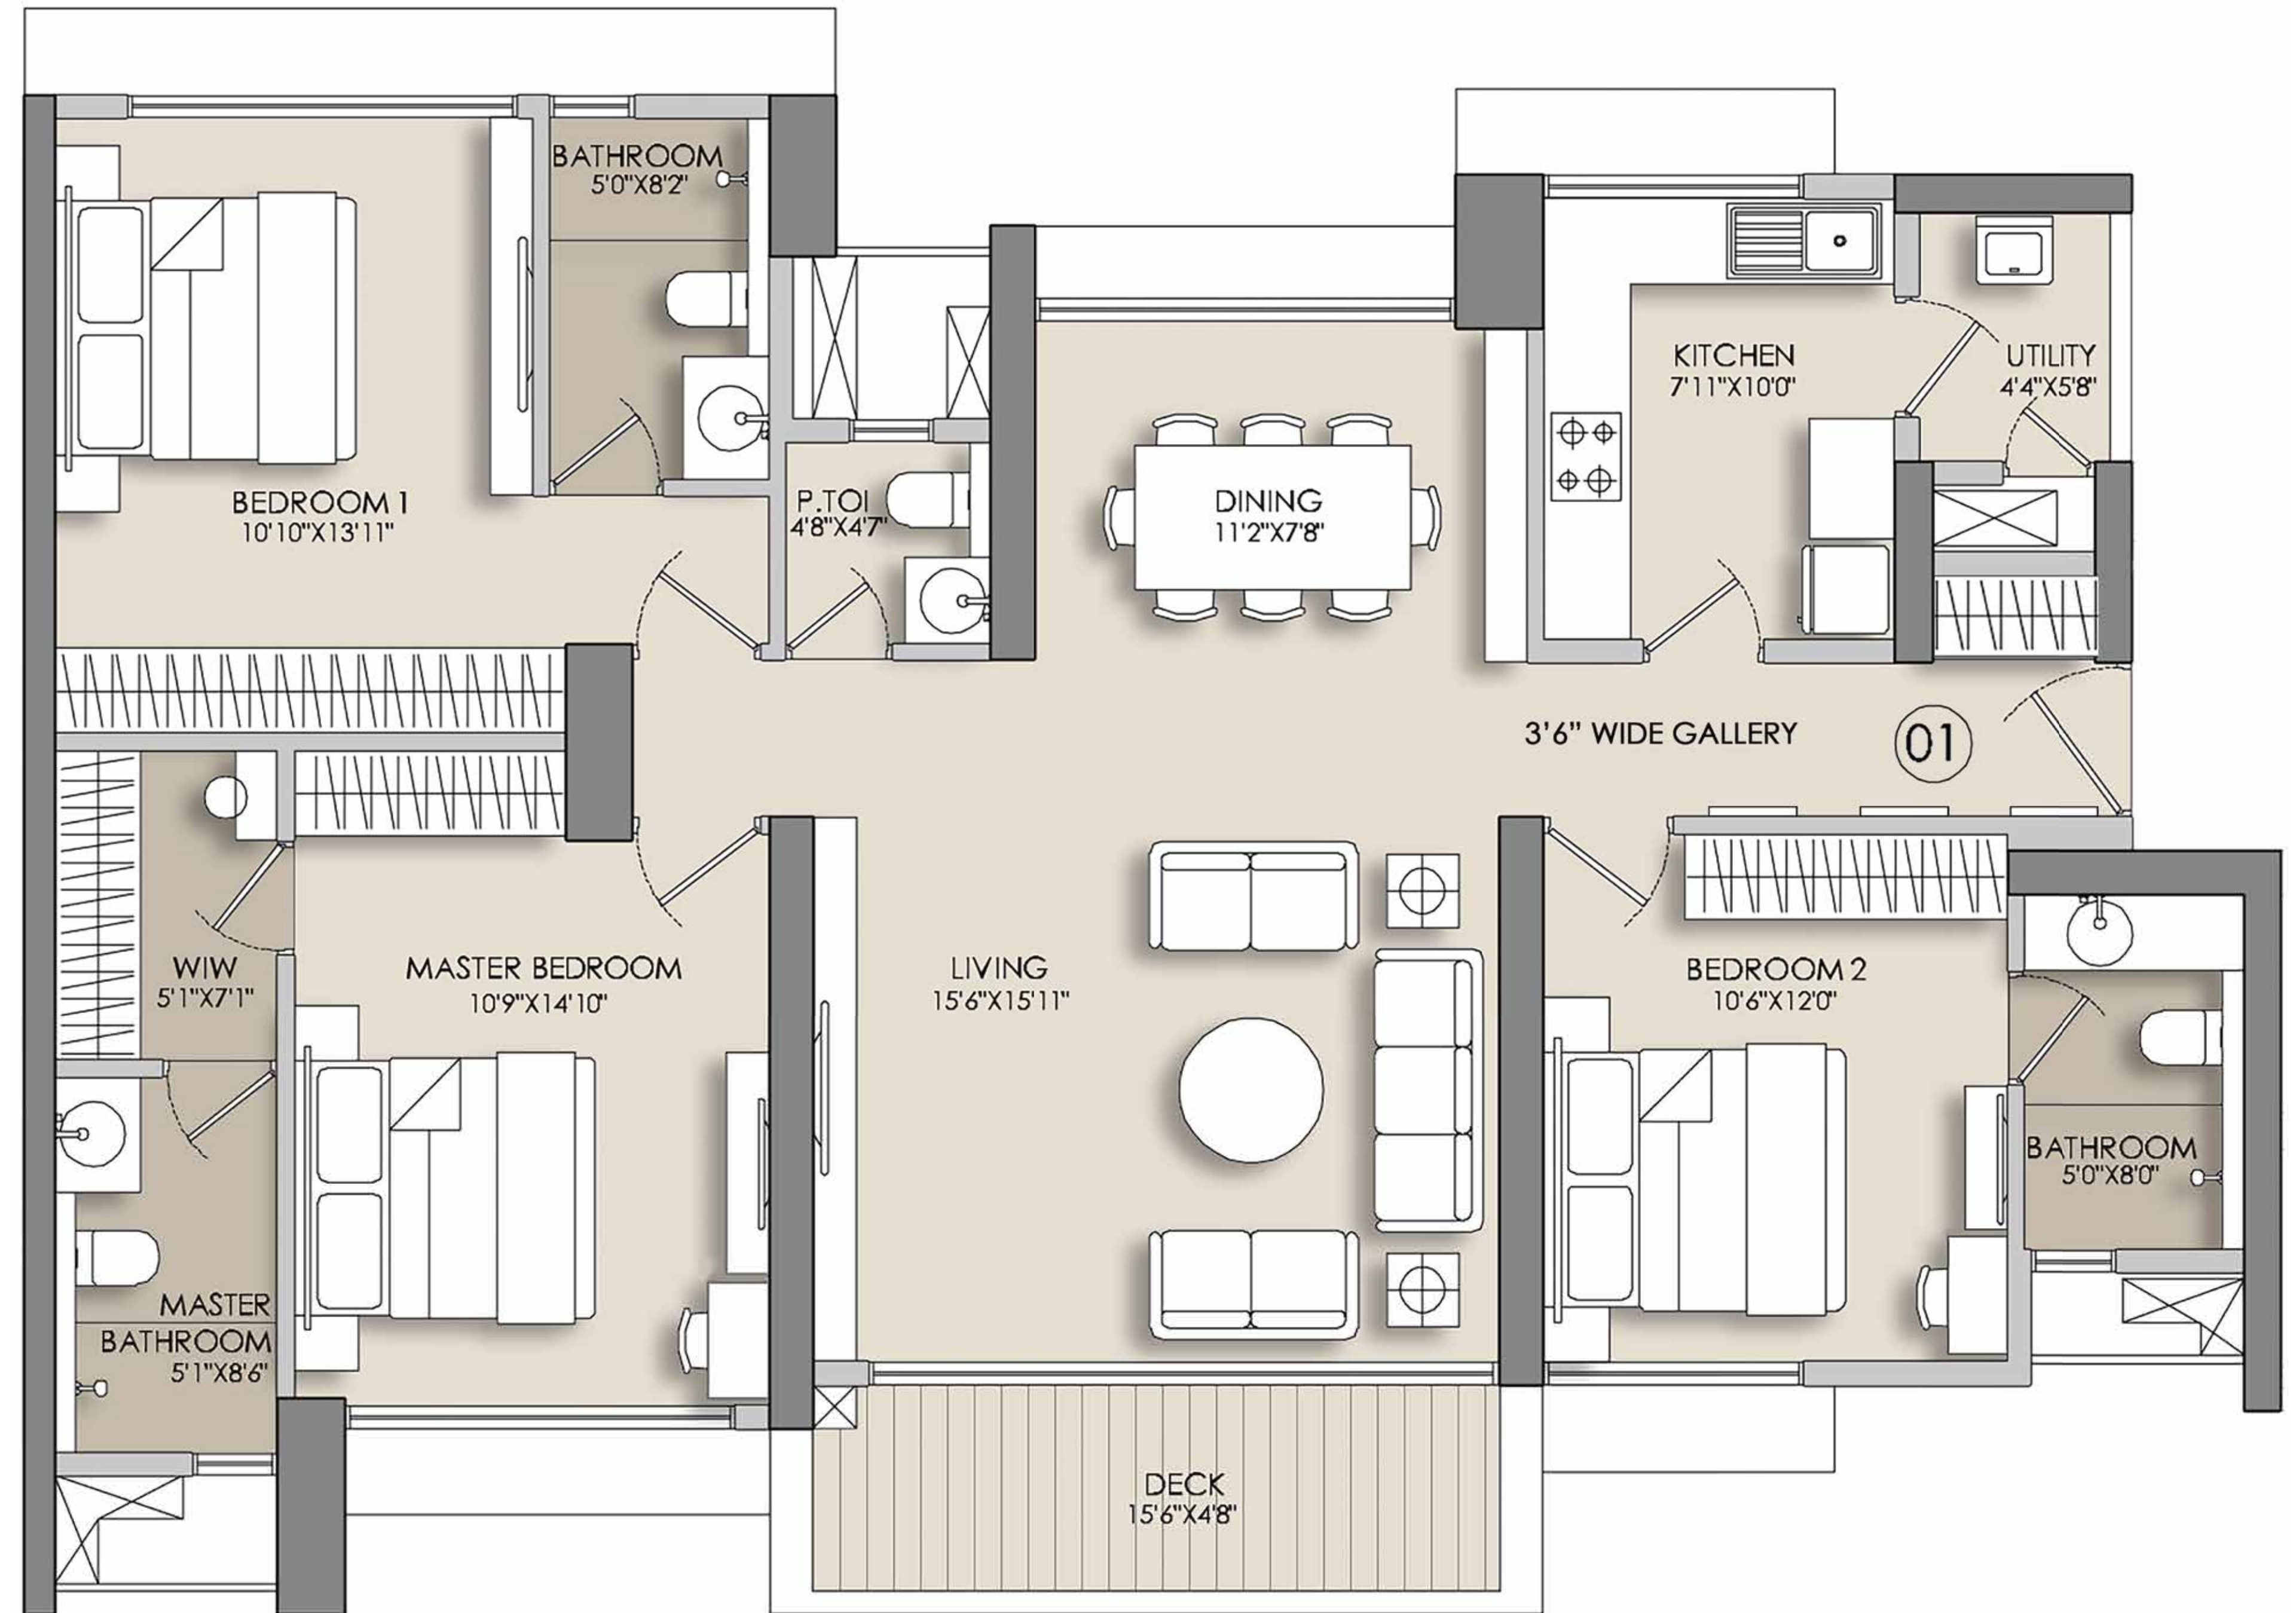 BATHROOM
5'0"X8'2"
BEDROOM 1
10'10"X13'11"
P.TOI
4'8"X4'7"
DINING
11'2"X7'8"
KITCHEN
7'11"X10'0"
UTILITY
4'4"X5'8"
3'6” WIDE GALLERY
01
WIW
5'1"X7'1"
MASTER BEDROOM
10'9"X14'10"
LIVING
15'6"X15'11"
BEDROOM 2
10'6"X12'0"
BATHROOM
5'0"X8'0"
MASTER
BATHROOM
5'1"X8'6"
DECK
15'6"X4'8"